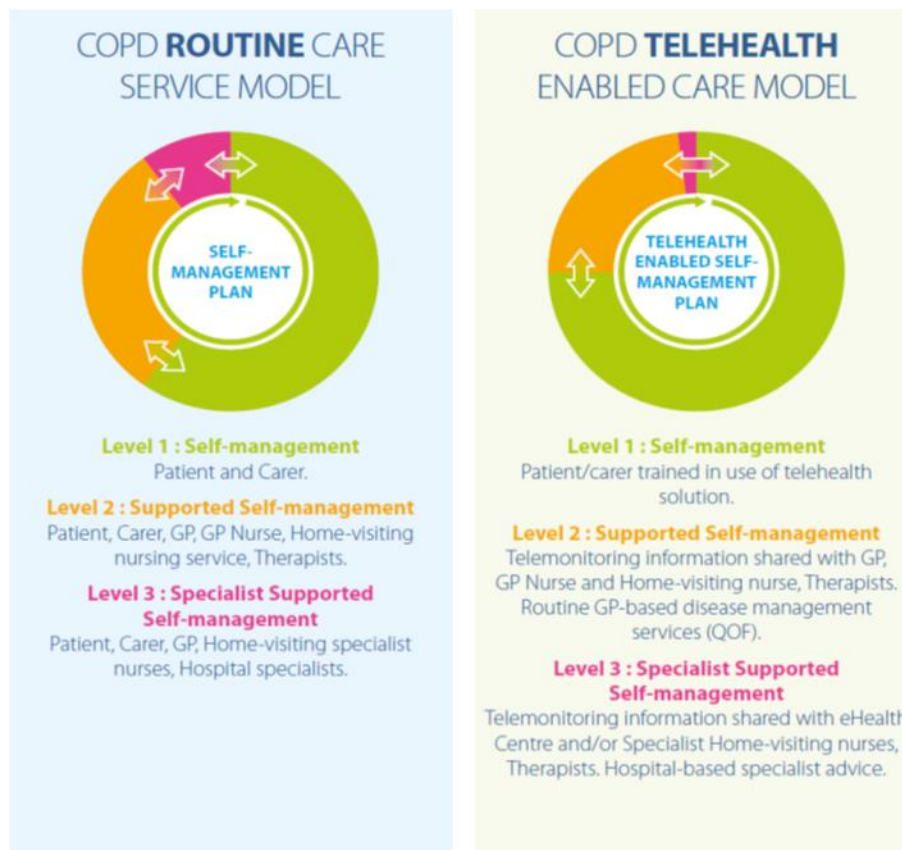 COPD ROUTINE CARE
SERVICE MODEL
SELF-
MANAGEMENT
PLAN
Level 1 : Self-management
Patient and Carer.
Level 2 : Supported Self-management
Patient, Carer, GP, GP Nurse, Home-visiting
nursing service, Therapists.
Level 3 : Specialist Supported
Self-management
Patient, Carer, GP, Home-visiting specialist
nurses, Hospital specialists.
COPD TELEHEALTH
ENABLED CARE MODEL
TELEHEALTH
ENABLED SELF-
MANAGEMENT
PLAN
Level 1 : Self-management
Patient/carer trained in use of telehealth
solution.
Level 2 : Supported Self-management
Telemonitoring information shared with GP,
GP Nurse and Home-visiting nurse, Therapists.
Routine GP-based disease management
services (QOF).
Level 3 : Specialist Supported
Self-management
Telemonitoring information shared with eHealth
Centre and/or Specialist Home-visiting nurses,
Therapists. Hospital-based specialist advice.